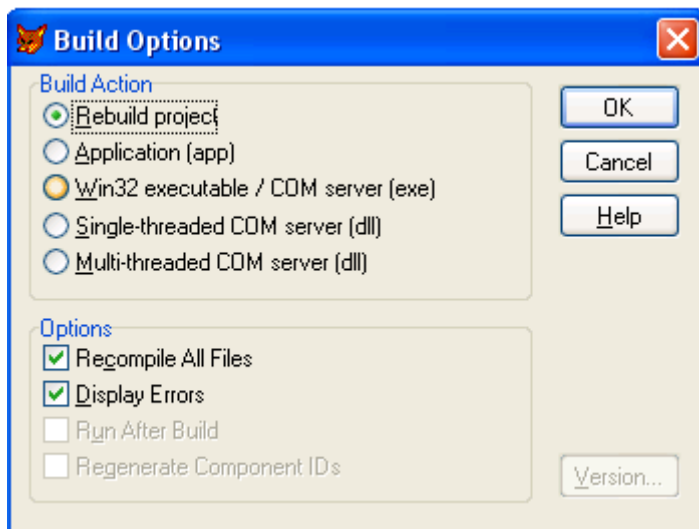 Build Options
Build Action
Rebuild project
Application (app)
Win32 executable / COM server (exe)
Single-threaded COM server (dll)
Multi-threaded COM server (dll)
OK
Cancel
Help
Options
Recompile All Files
Display Errors
Run After Build
Regenerate Component IDs
Version...